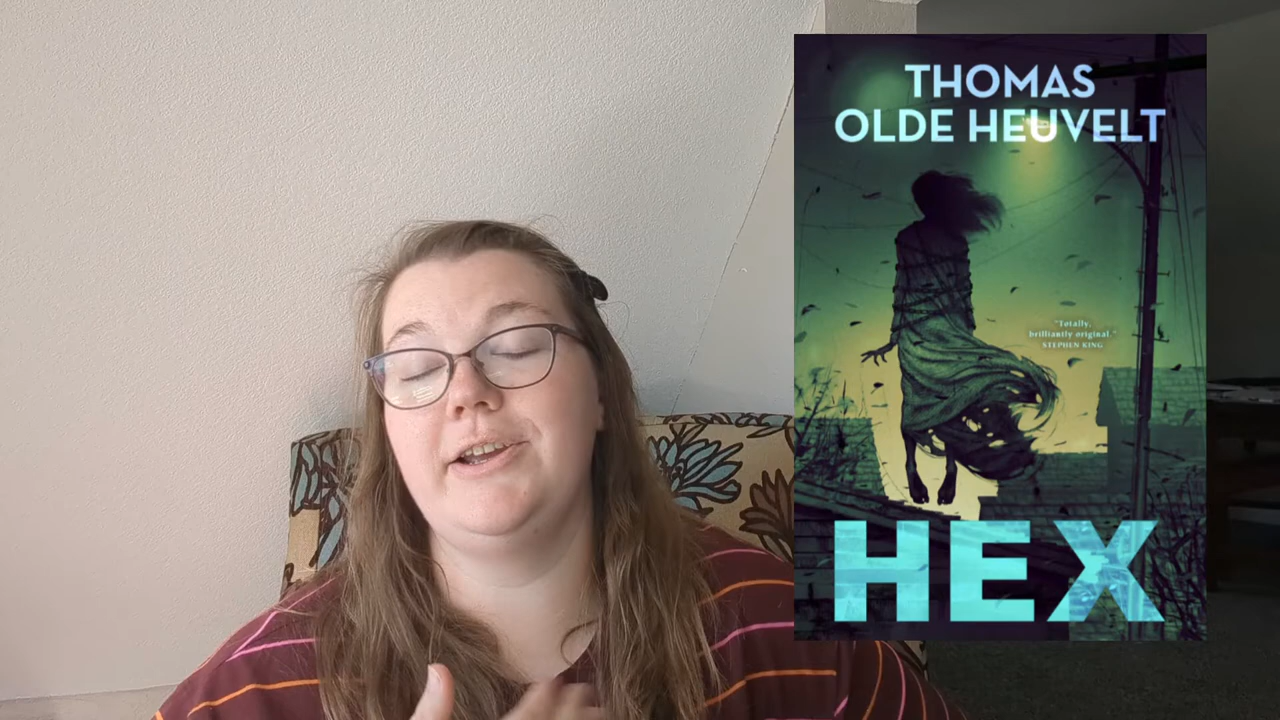 THOMAS
OLDE HEUVELT
"Totally,
brilliantly original."
STEPHEN KING
HEX